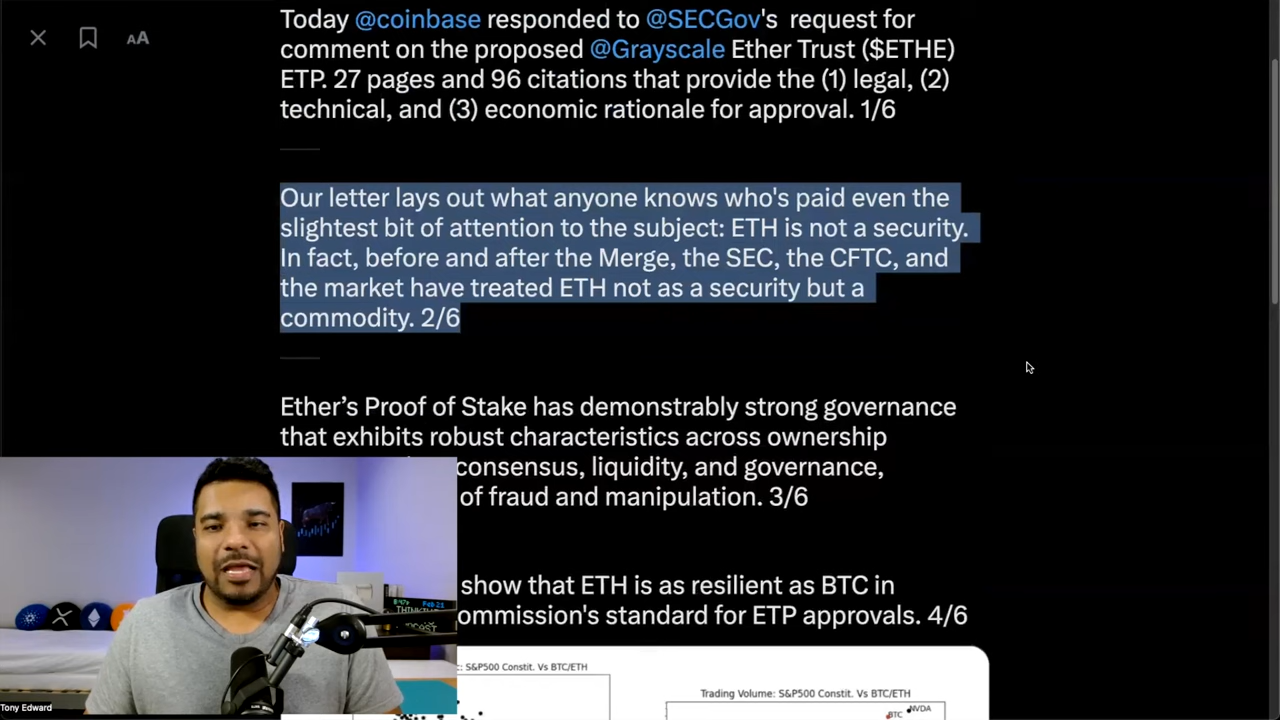 Today @coinbase responded to @SECGov's request for
comment on the proposed @Grayscale Ether Trust ($ETHE)
ETP. 27 pages and 96 citations that provide the (1) legal, (2)
technical, and (3) economic rationale for approval. 1/6
Our letter lays out what anyone knows who's paid even the
slightest bit of attention to the subject: ETH is not a security.
In fact, before and after the Merge, the SEC, the CFTC, and
the market have treated ETH not as a security but a
commodity. 2/6
Ether's Proof of Stake has demonstrably strong governance
that exhibits robust characteristics across ownership
consensus, liquidity, and governance,
of fraud and manipulation. 3/6
show that ETH is as resilient as BTC in
ommission's standard for ETP approvals. 4/6
: S&P500 Constit. Vs BTC/ETH
Trading Volume: S&P500 Constit. Vs BTC/ETH
BTC NVDA
AA
Feb 21
Tony Edward